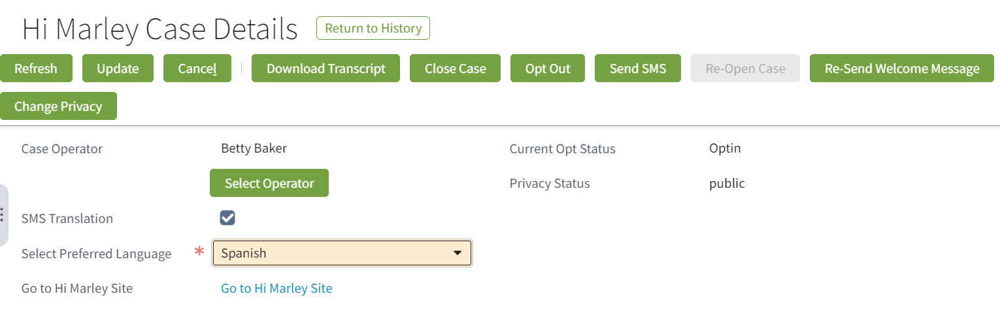 Hi Marley Case Details Return to History
Refresh Update Cancel Download Transcript Close Case Opt Out Send SMS Re-Open Case Re-Send Welcome Message
Change Privacy
Case Operator Betty Baker Current Opt Status Optin
Select Operator Privacy Status public
SMS Translation
Select Preferred Language * Spanish
Go to Hi Marley Site Go to Hi Marley Site